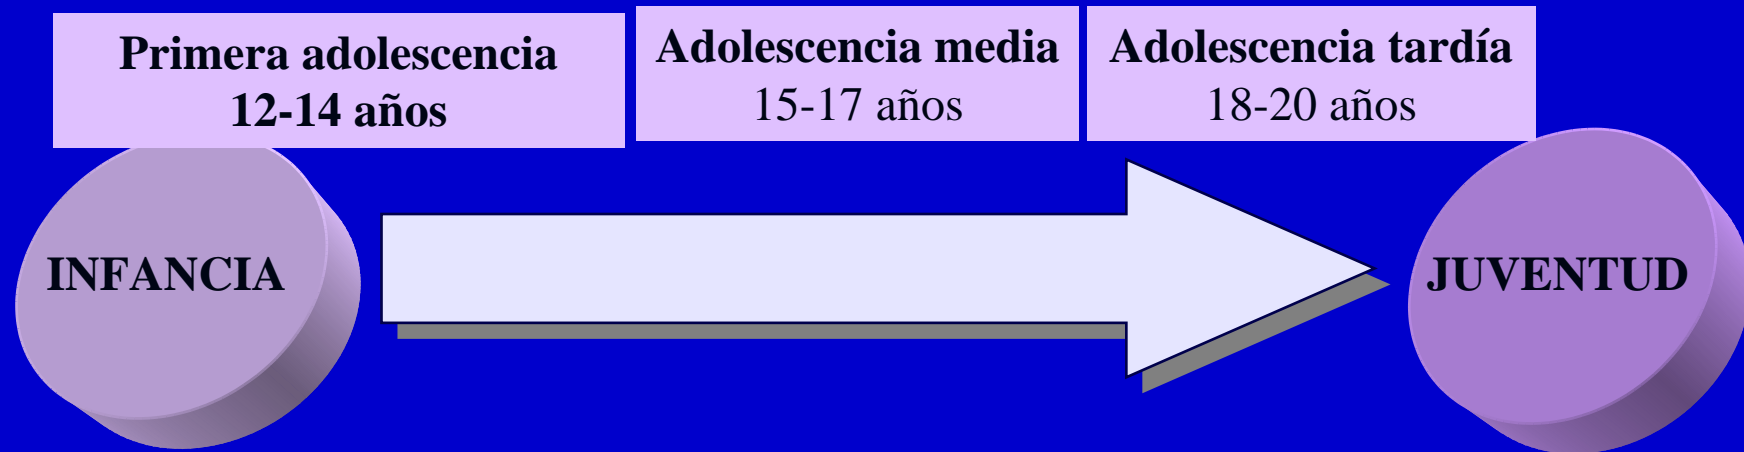 Primera adolescencia
12-14 años
Adolescencia media
15-17 años
Adolescencia tardía
18-20 años
INFANCIA
JUVENTUD